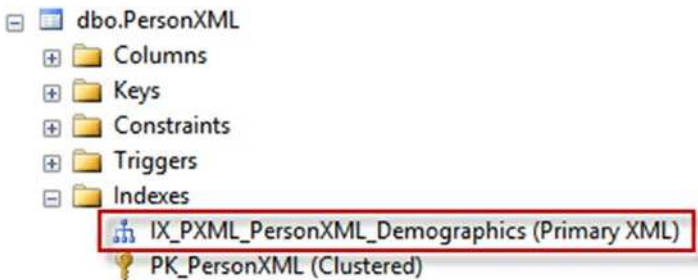 dbo.PersonXML
Columns
Keys
Constraints
Triggers
Indexes
IX_PXML_PersonXML_Demographics (Primary XML)
PK_PersonXML (Clustered)